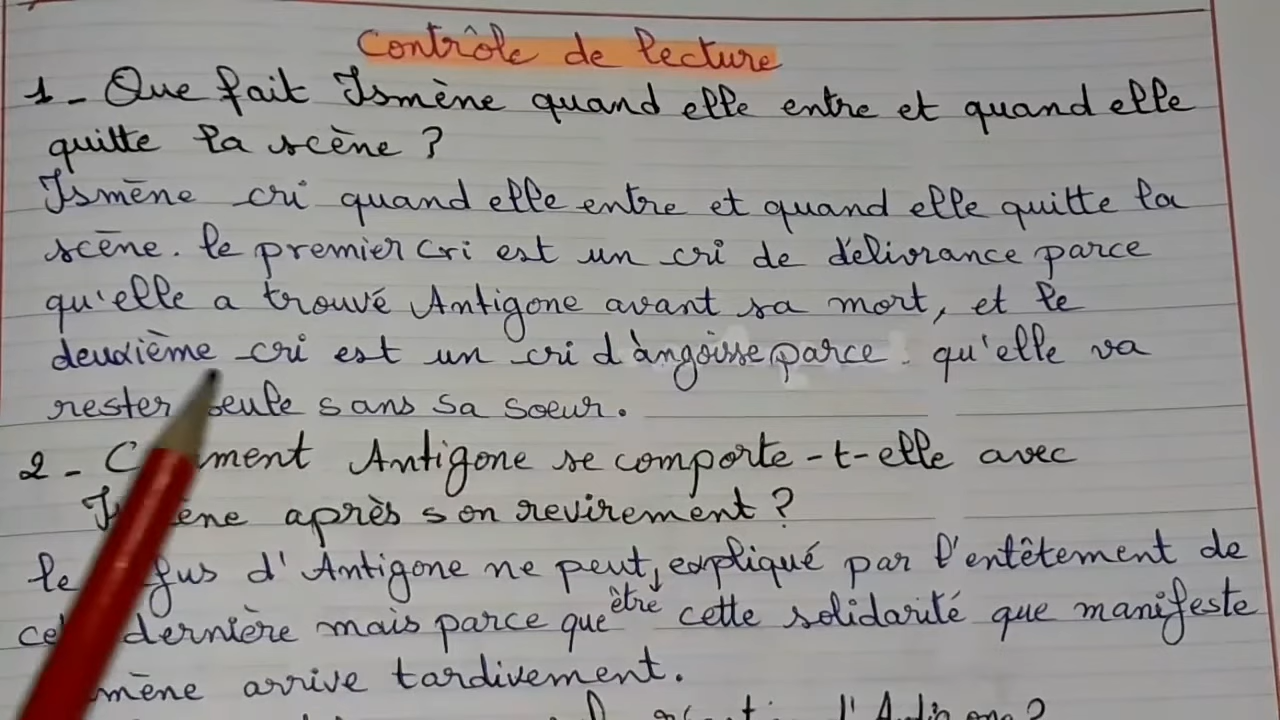 Contrôle de lecture
1- Que fait Ismène quand elle entre et quand elle
quitte la scène ?
Ismène cri quand elle entre et quand elle quitte la
scène. le premier cri est un cri de délivrance parce
qu'elle a trouvé Antigone avant sa mort, et le
deuxième cri est un cri d'angoisse parce qu'elle va
rester seule sans sa soeur.
2- Antigone se comporte-t-elle avec
après son revirement ?
le d'Antigone ne peut être expliqué par l'entêtement de
dernière mais parce que cette solidarité que manifeste
arrive tardivement.